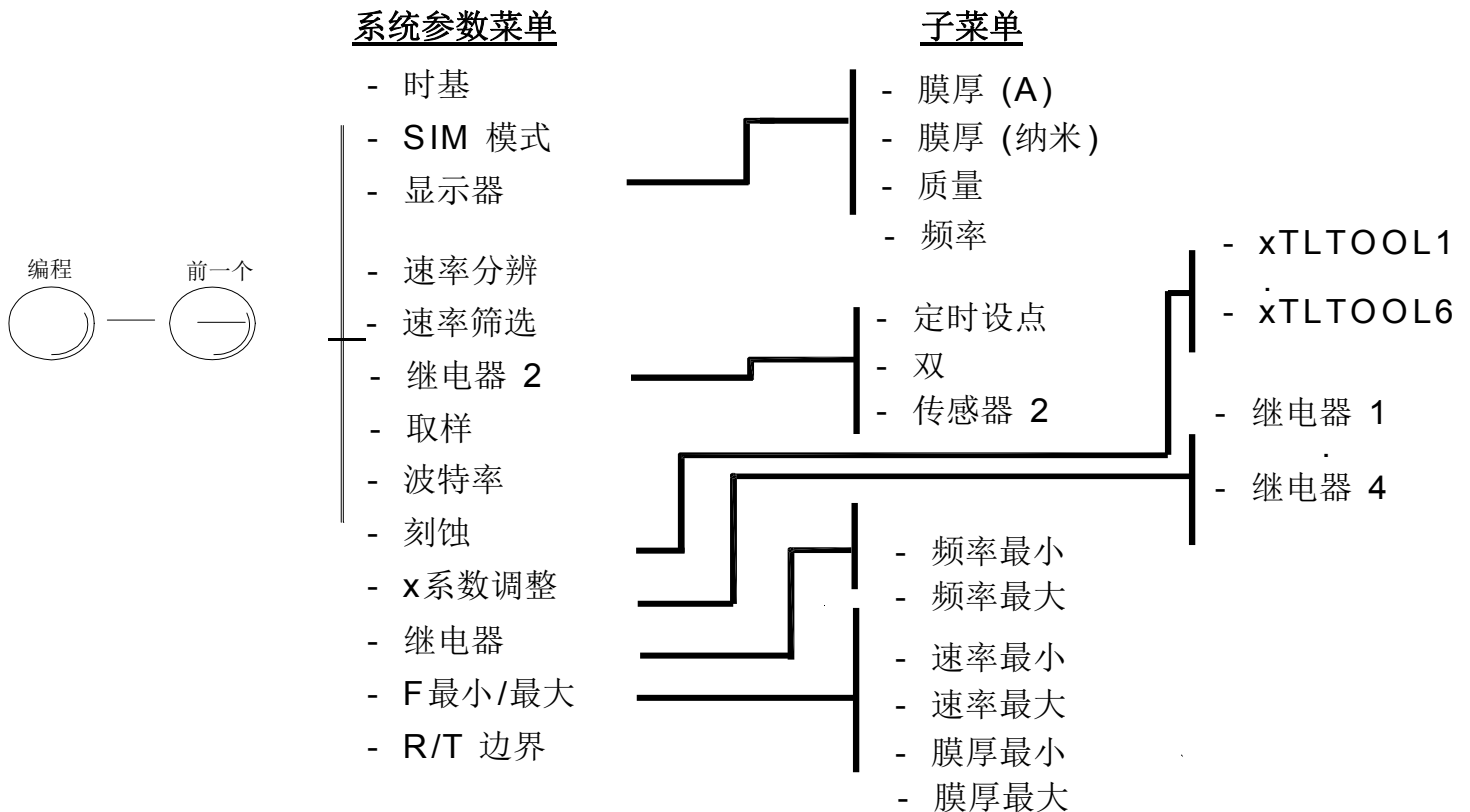 系统参数菜单
子菜单
- 时基
- SIM 模式
- 显示器
- 速率分辨
- 速率筛选
- 继电器 2
- 取样
- 波特率
- 刻蚀
- x系数调整
- 继电器
- F最小/最大
- R/T 边界
编程
前一个
- 膜厚 (A)
- 膜厚 (纳米)
- 质量
- 频率
- 定时设点
- 双
- 传感器 2
- 频率最小
- 频率最大
- 速率最小
- 速率最大
- 膜厚最小
- 膜厚最大
- xTLTOOL1
.
- xTLTOOL6
- 继电器 1
.
- 继电器 4